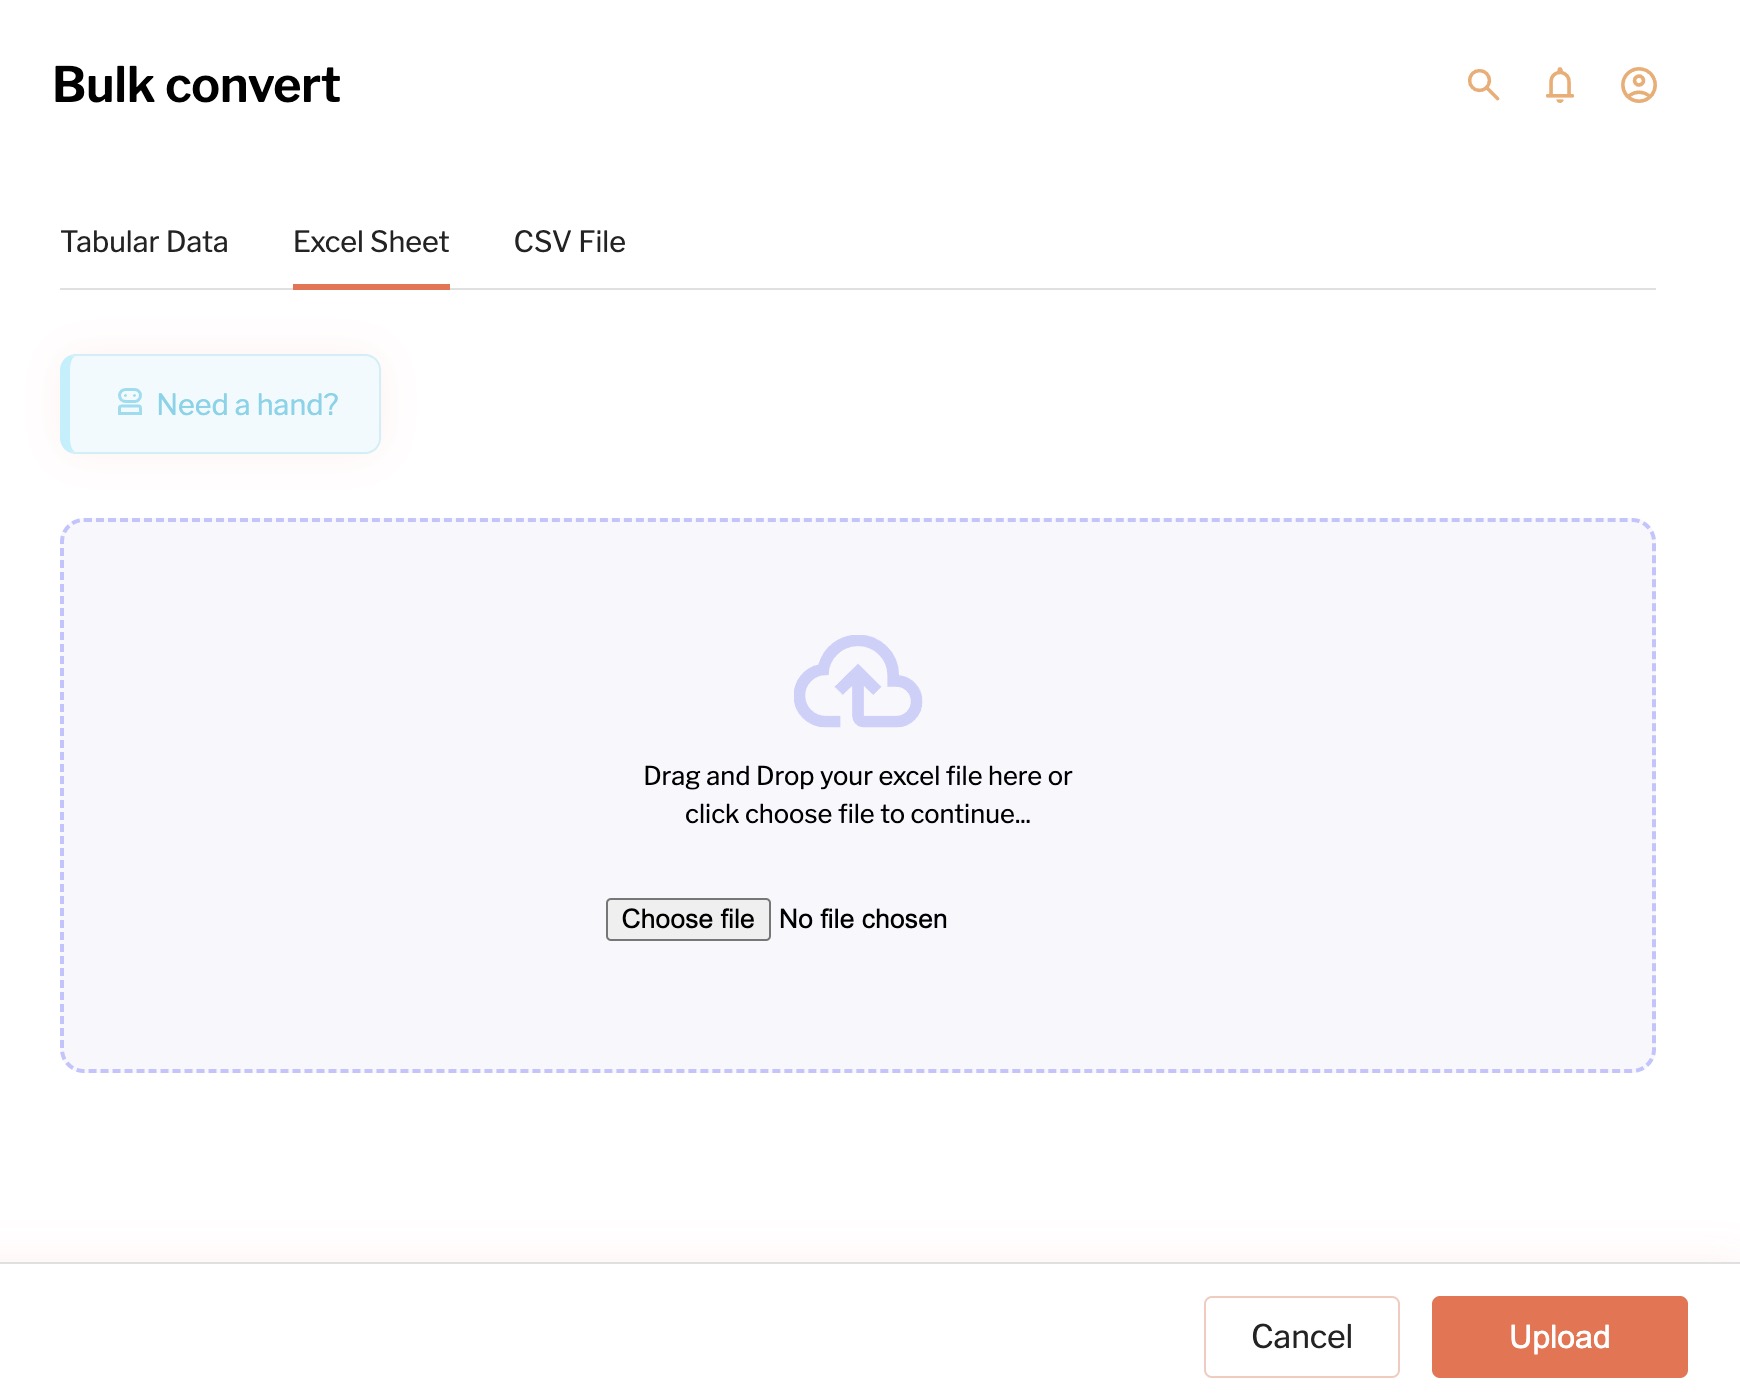 Bulk convert
Tabular Data
Excel Sheet
CSV File
Need a hand?
Drag and Drop your excel file here or
click choose file to continue...
Choose file
No file chosen
Cancel
Upload